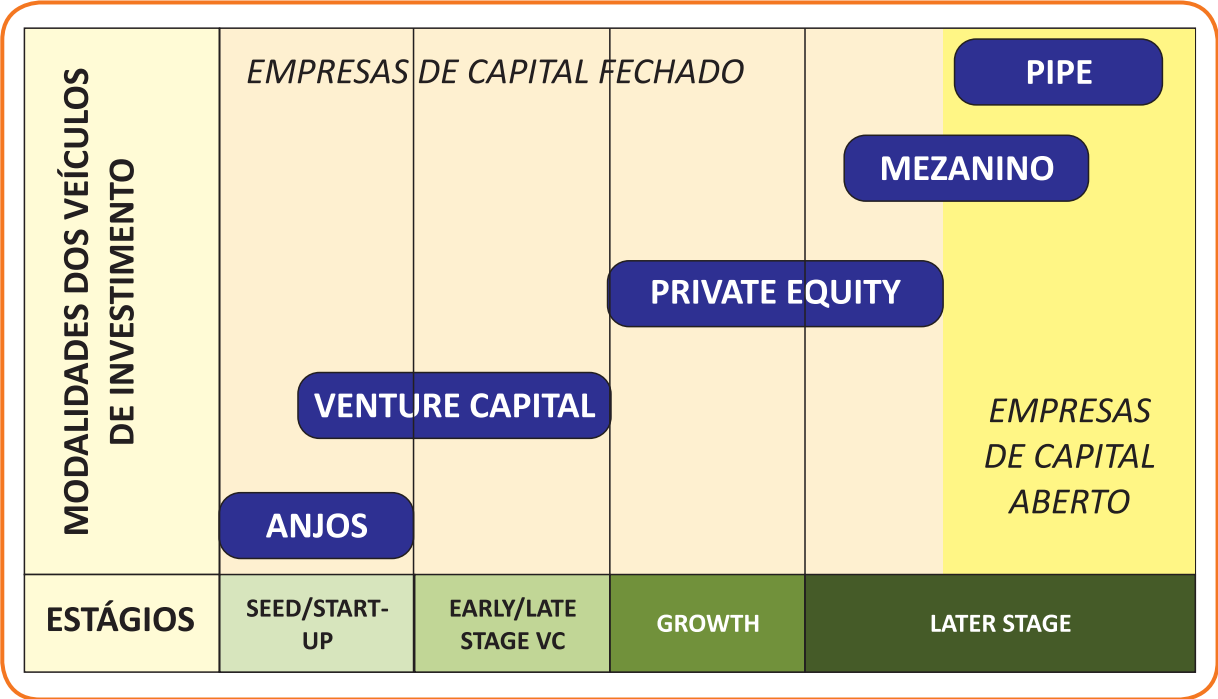 MODALIDADES DOS VEÍCULOS
DE INVESTIMENTO
EMPRESAS DE CAPITAL FECHADO
PIPE
MEZANINO
PRIVATE EQUITY
VENTURE CAPITAL
ANJOS
EMPRESAS
DE CAPITAL
ABERTO
ESTÁGIOS
SEED/START-
UP
EARLY/LATE
STAGE VC
GROWTH
LATER STAGE